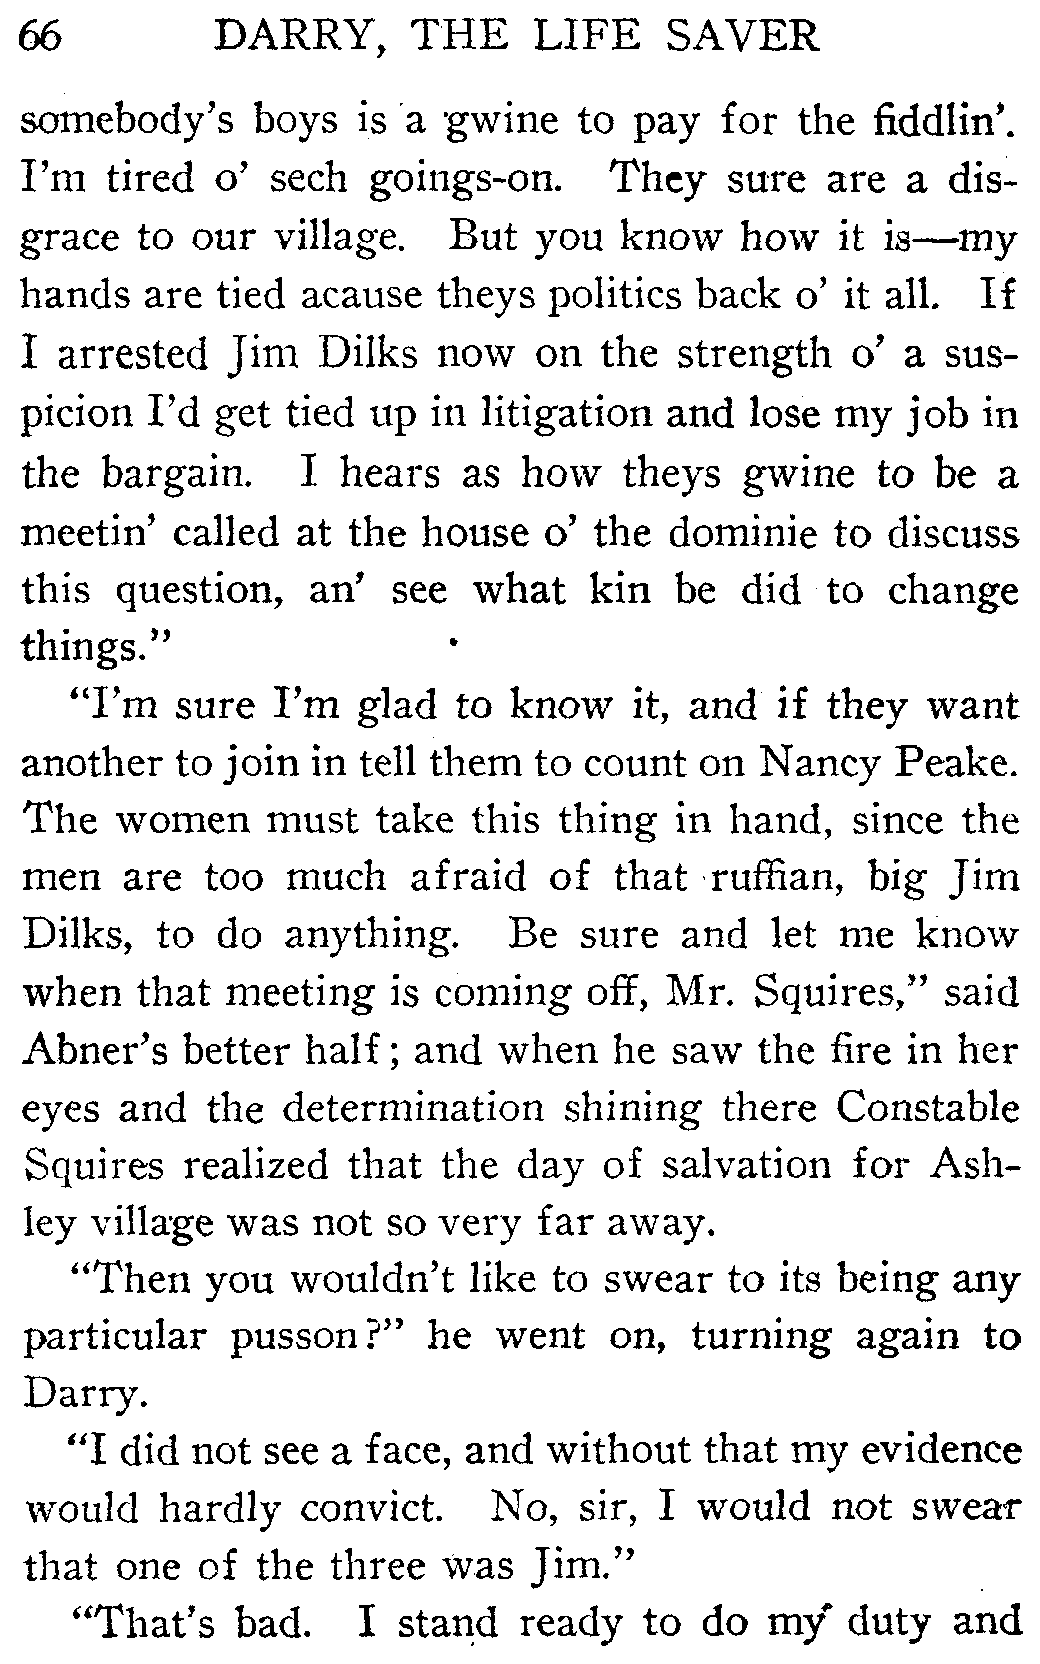 66 DARRY, THE LIFE SAVER
somebody's boys is a gwine to pay for the fiddlin'.
I'm tired o' sech goings-on. They sure are a dis-
grace to our village. But you know how it is—my
hands are tied acause theys politics back o' it all. If
I arrested Jim Dilks now on the strength o' a sus-
picion I'd get tied up in litigation and lose my job in
the bargain. I hears as how theys gwine to be a
meetin' called at the house o' the dominie to discuss
this question, an' see what kin be did to change
things."
"I'm sure I'm glad to know it, and if they want
another to join in tell them to count on Nancy Peake.
The women must take this thing in hand, since the
men are too much afraid of that ruffian, big Jim
Dilks, to do anything. Be sure and let me know
when that meeting is coming off, Mr. Squires," said
Abner's better half; and when he saw the fire in her
eyes and the determination shining there Constable
Squires realized that the day of salvation for Ash-
ley village was not so very far away.
"Then you wouldn't like to swear to its being any
particular pusson?" he went on, turning again to
Darry.
"I did not see a face, and without that my evidence
would hardly convict. No, sir, I would not swear
that one of the three was Jim."
"That's bad. I stand ready to do my duty and